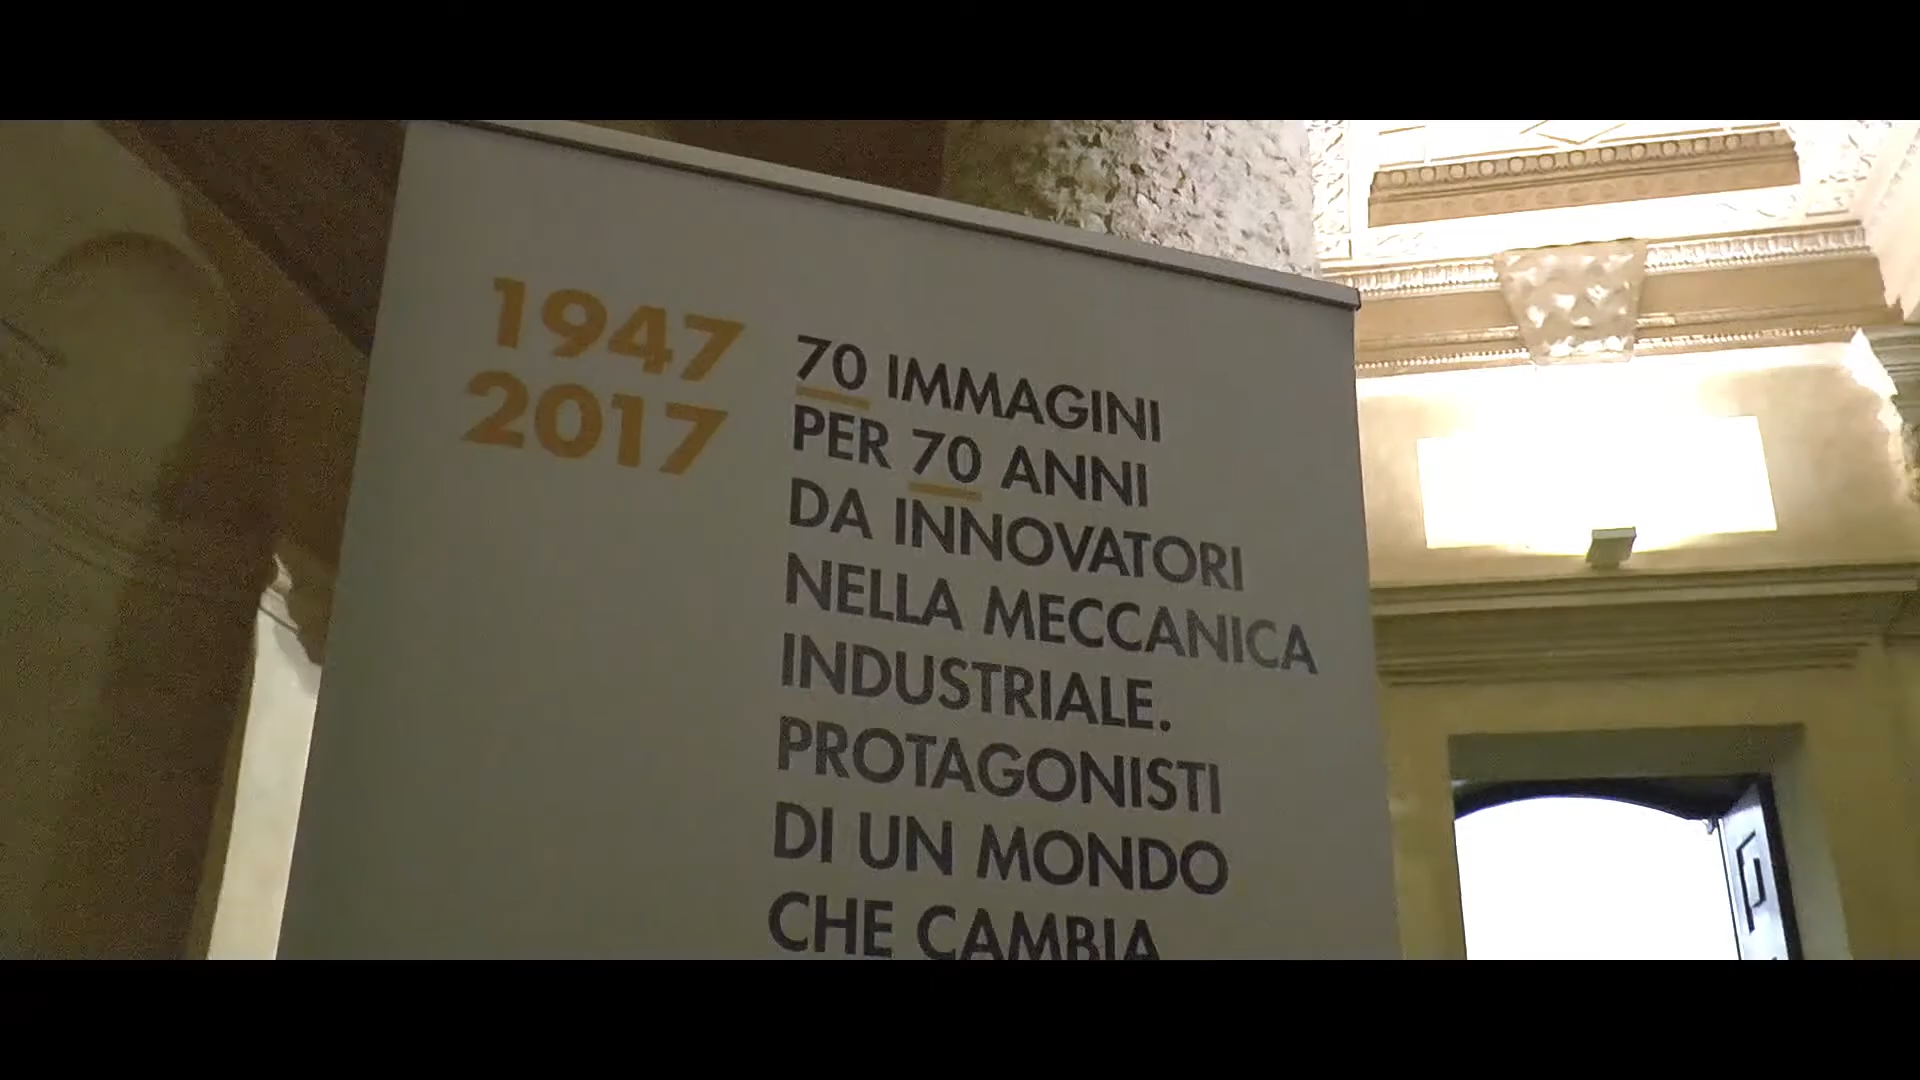 1947
2017
70 IMMAGINI
PER 70 ANNI
DA INNOVATORI
NELLA MECCANICA
INDUSTRIALE.
PROTAGONISTI
DI UN MONDO
CHE CAMBIA